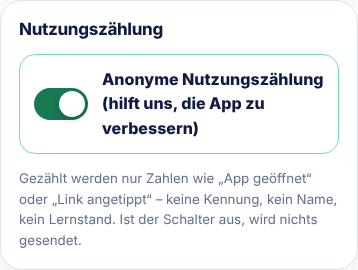 Nutzungszählung
Anonyme Nutzungszählung
(hilft uns, die App zu
verbessern)
Gezählt werden nur Zahlen wie „App geöffnet“
oder „Link angetippt“ – keine Kennung, kein Name,
kein Lernstand. Ist der Schalter aus, wird nichts
gesendet.